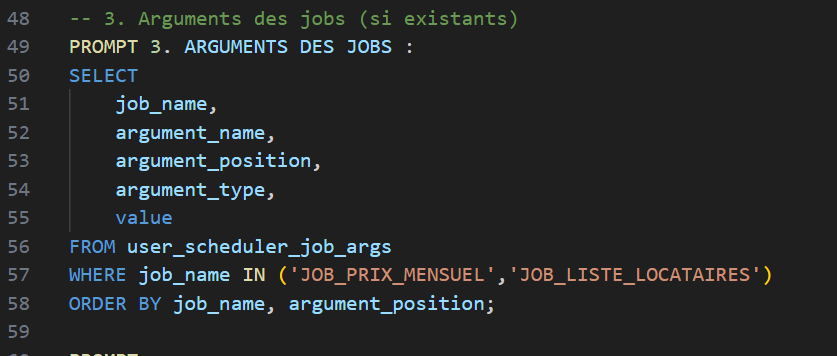 48 -- 3. Arguments des jobs (si existants)
49 PROMPT 3. ARGUMENTS DES JOBS :
50 SELECT
51     job_name,
52     argument_name,
53     argument_position,
54     argument_type,
55     value
56 FROM user_scheduler_job_args
57 WHERE job_name IN ('JOB_PRIX_MENSUEL','JOB_LISTE_LOCATAIRES')
58 ORDER BY job_name, argument_position;
59